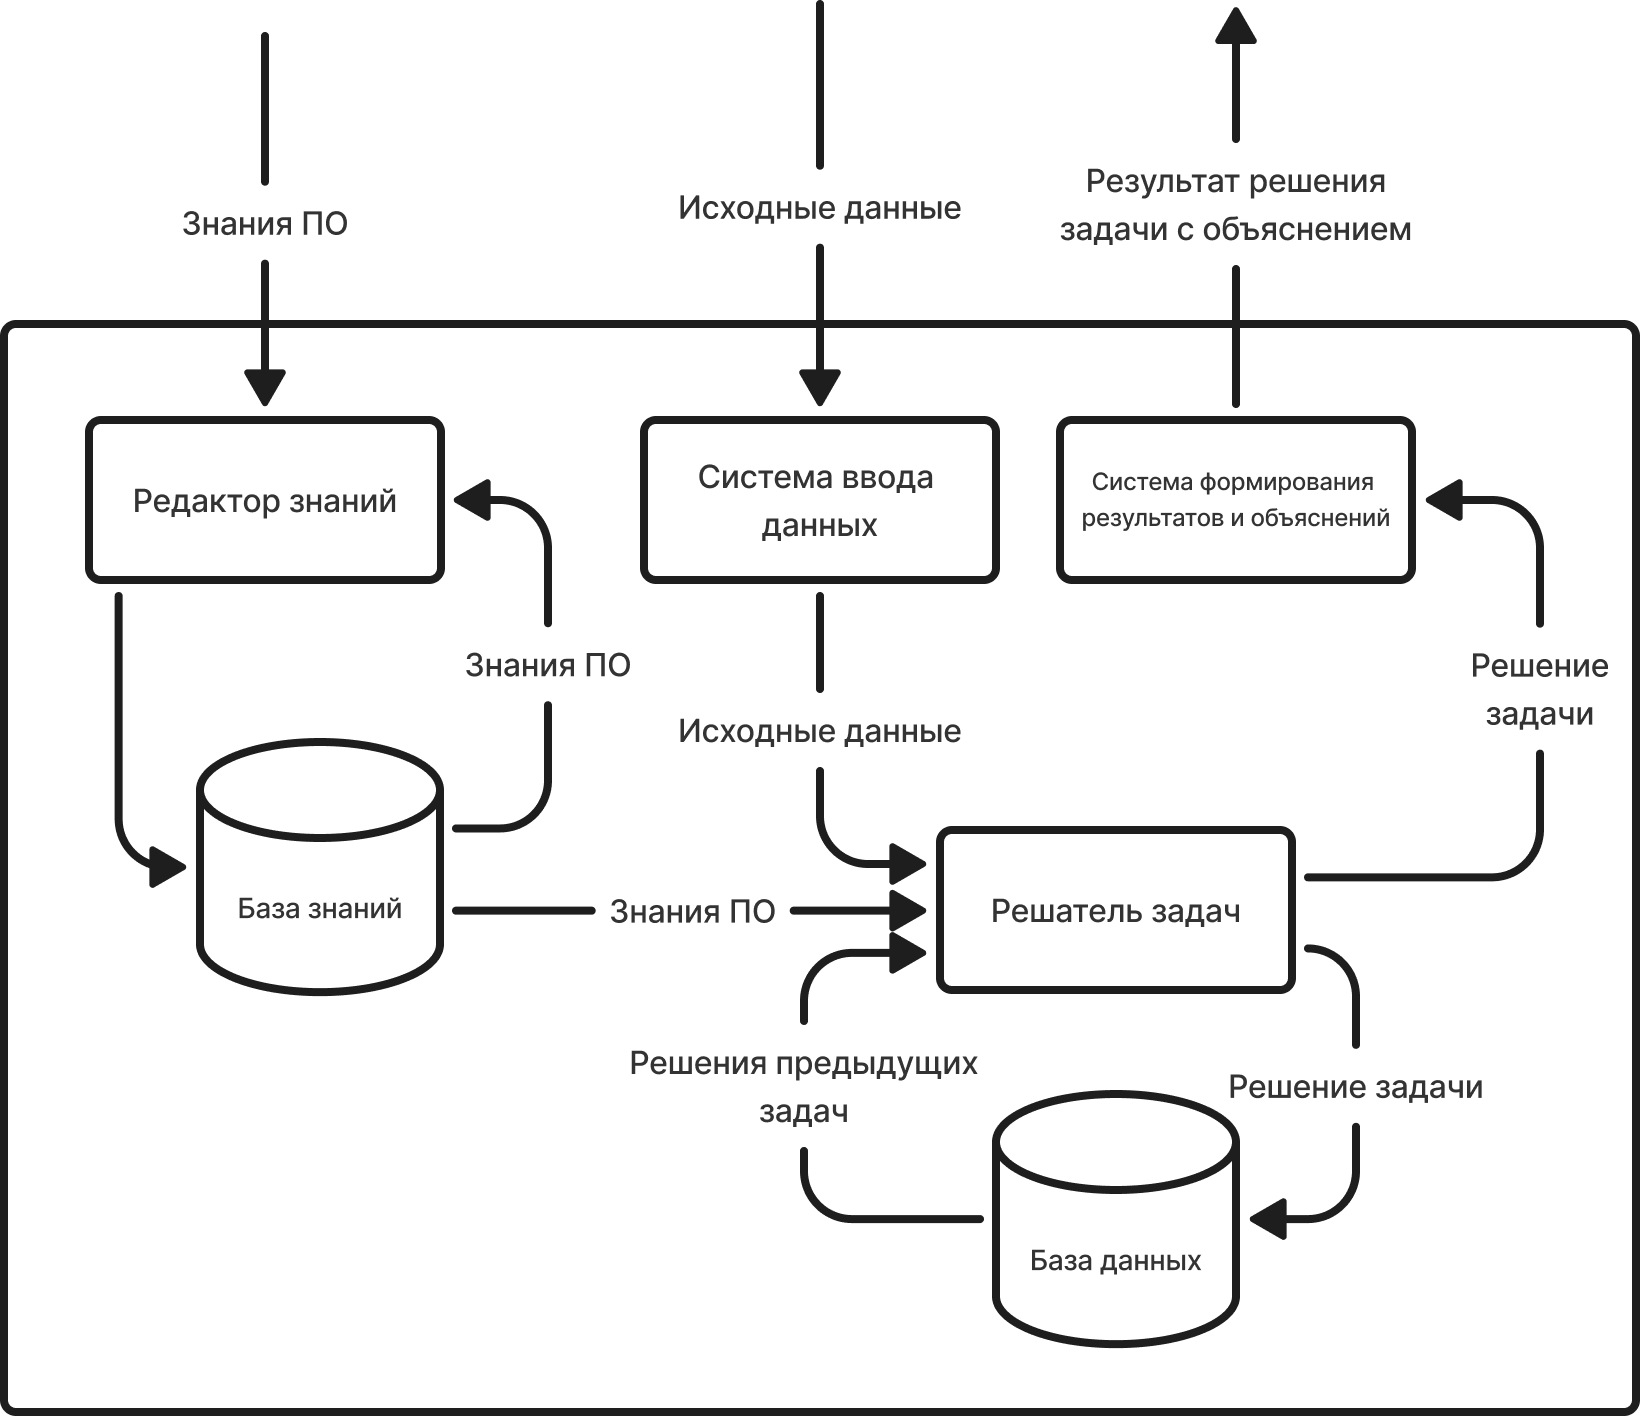 Знания ПО
Исходные данные
Результат решения
задачи с объяснением
Редактор знаний
Система ввода
данных
Система формирования
результатов и объяснений
Знания ПО
Исходные данные
Решение
задачи
База знаний
Знания ПО
Решатель задач
Решения предыдущих
задач
Решение задачи
База данных